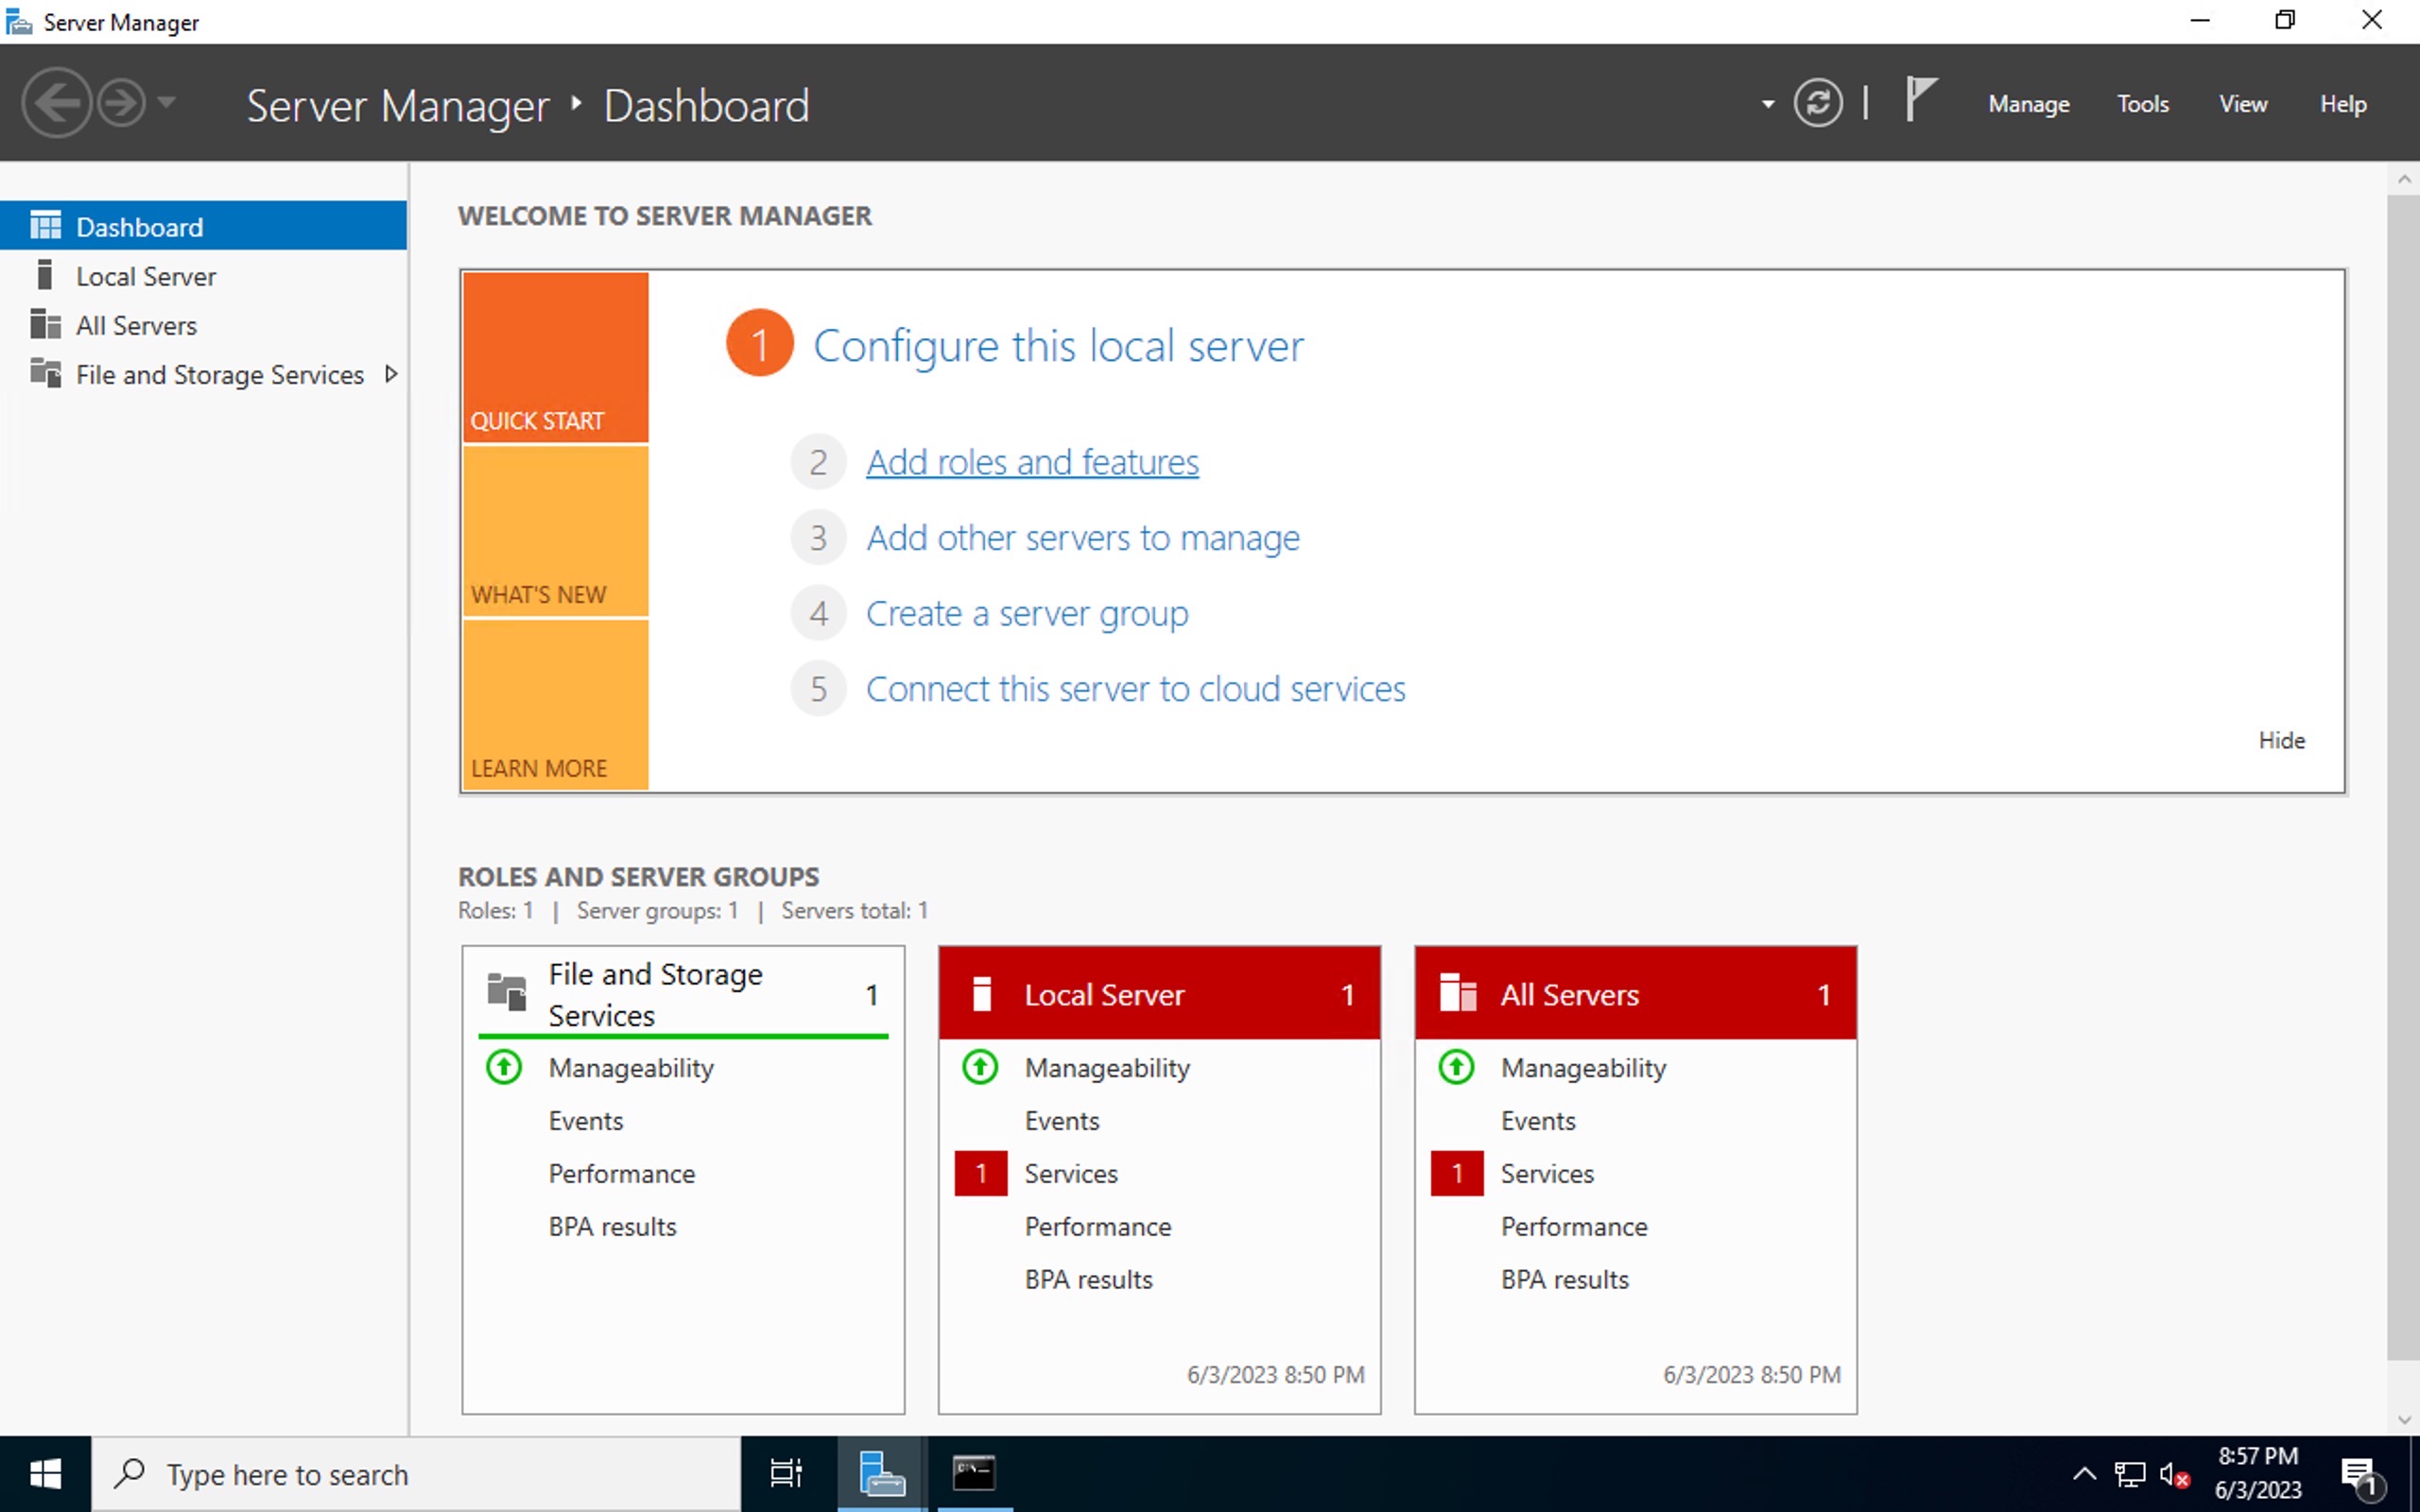 Server Manager
Server Manager ‣ Dashboard
Manage
Tools
View
Help
Dashboard
Local Server
All Servers
File and Storage Services
WELCOME TO SERVER MANAGER
QUICK START
WHAT'S NEW
LEARN MORE
1 Configure this local server
2 Add roles and features
3 Add other servers to manage
4 Create a server group
5 Connect this server to cloud services
Hide
ROLES AND SERVER GROUPS
Roles: 1 | Server groups: 1 | Servers total: 1
File and Storage
Services
1
Manageability
Events
Performance
BPA results
Local Server 1
Manageability
Events
1 Services
Performance
BPA results
6/3/2023 8:50 PM
All Servers 1
Manageability
Events
1 Services
Performance
BPA results
6/3/2023 8:50 PM
Type here to search
8:57 PM
6/3/2023
1